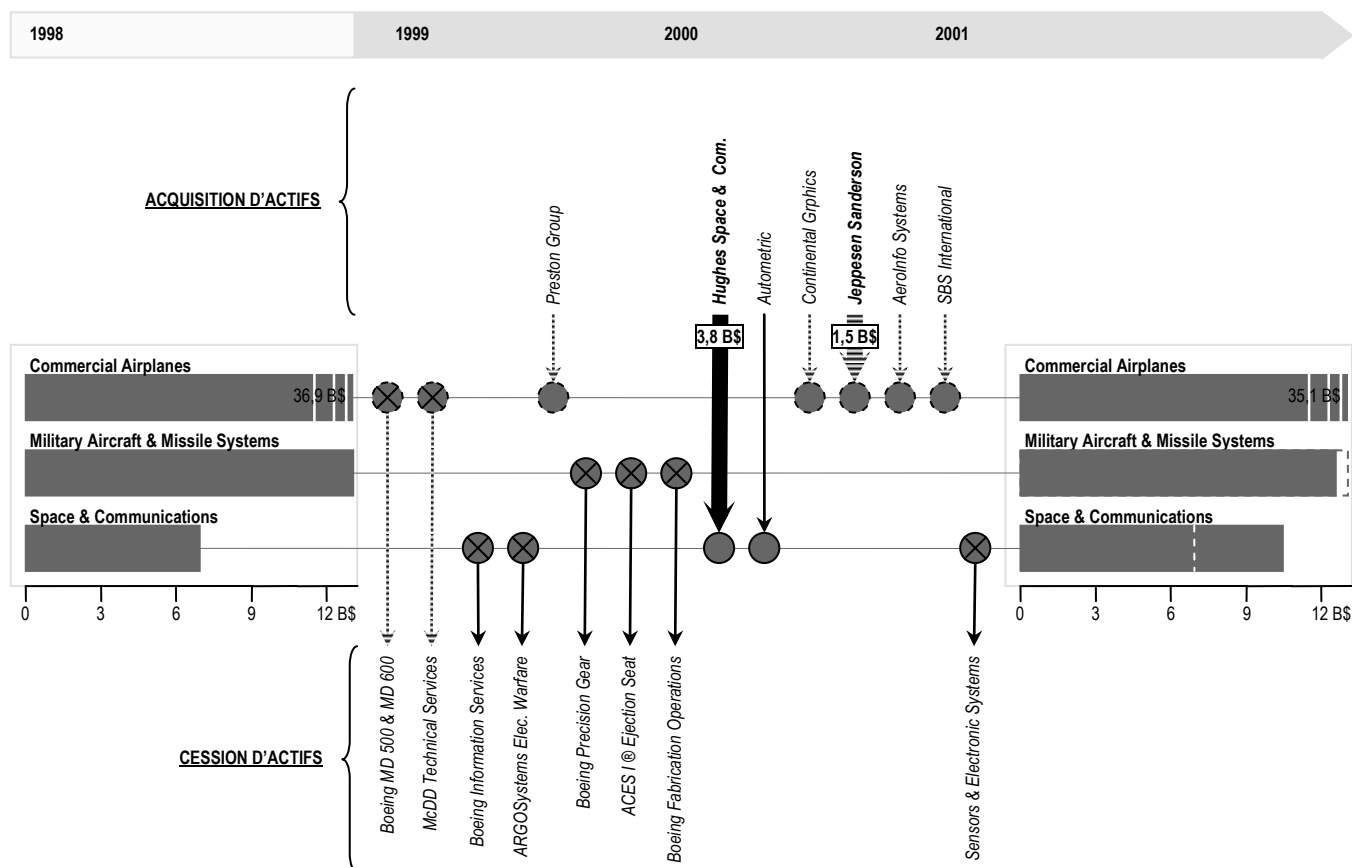 1998
1999
2000
2001
ACQUISITION D'ACTIFS
Preston Group
Hughes Space & Com.
Autometric
Continental Grphics
Jeppesen Sanderson
AeroInfo Systems
SBS International
3,8 B$
1,5 B$
Commercial Airplanes
36,9 B$
Military Aircraft & Missile Systems
Space & Communications
0
3
6
9
12 B$
Commercial Airplanes
35,1 B$
Military Aircraft & Missile Systems
Space & Communications
0
3
6
9
12 B$
CESSION D'ACTIFS
Boeing MD 500 & MD 600
McDD Technical Services
Boeing Information Services
ARGOSystems Elec. Warfare
Boeing Precision Gear
ACES I ® Ejection Seat
Boeing Fabrication Operations
Sensors & Electronic Systems